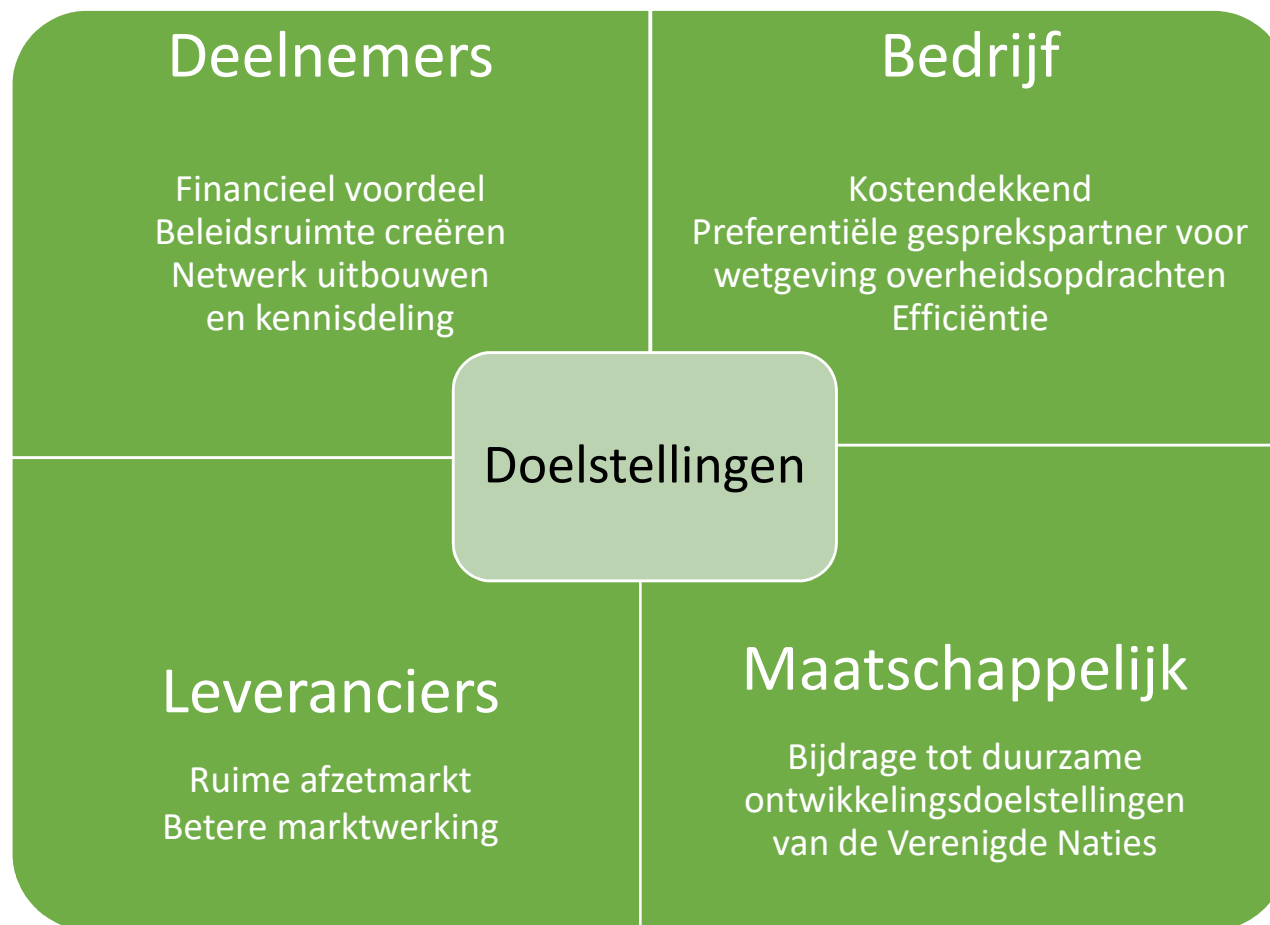 Deelnemers
Financieel voordeel
Beleidsruimte creëren
Netwerk uitbouwen
en kennisdeling
Bedrijf
Kostendekkend
Preferentiële gesprekspartner voor
wetgeving overheidsopdrachten
Efficiëntie
Doelstellingen
Leveranciers
Ruime afzetmarkt
Betere marktwerking
Maatschappelijk
Bijdrage tot duurzame
ontwikkelingsdoelstellingen
van de Verenigde Naties